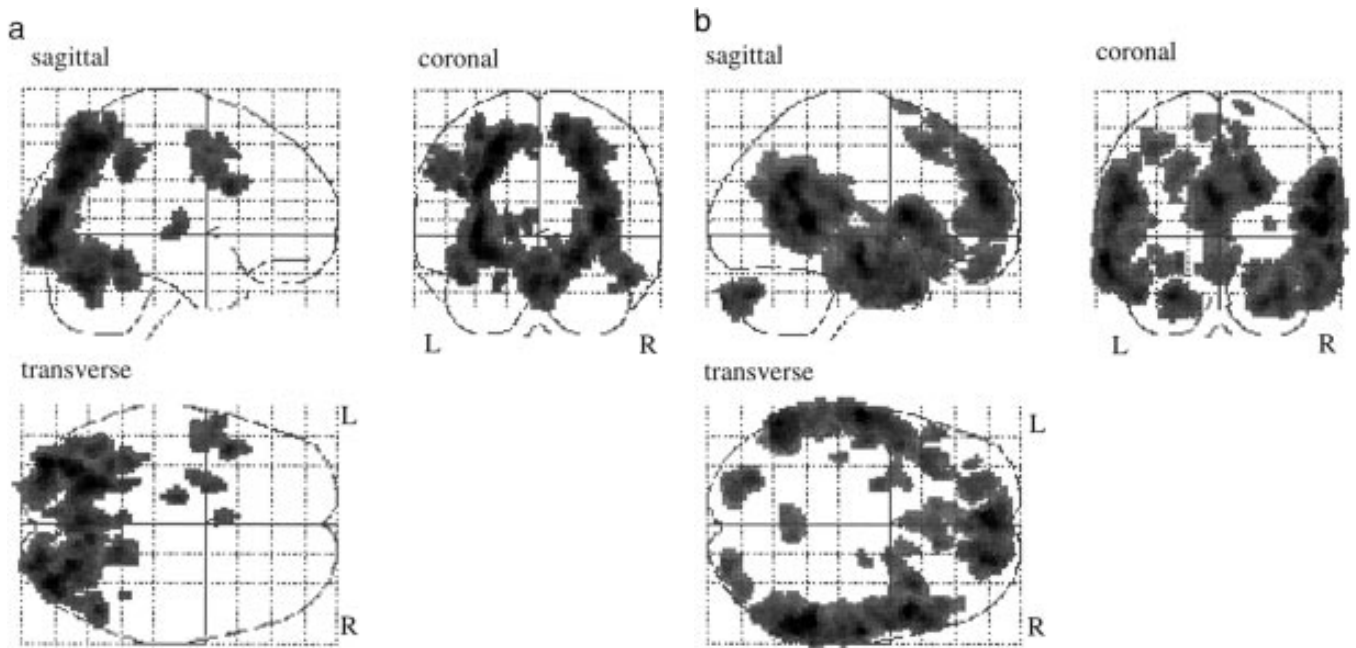 a
sagittal
coronal
L R
transverse
L
R
b
sagittal
coronal
L R
transverse
L
R